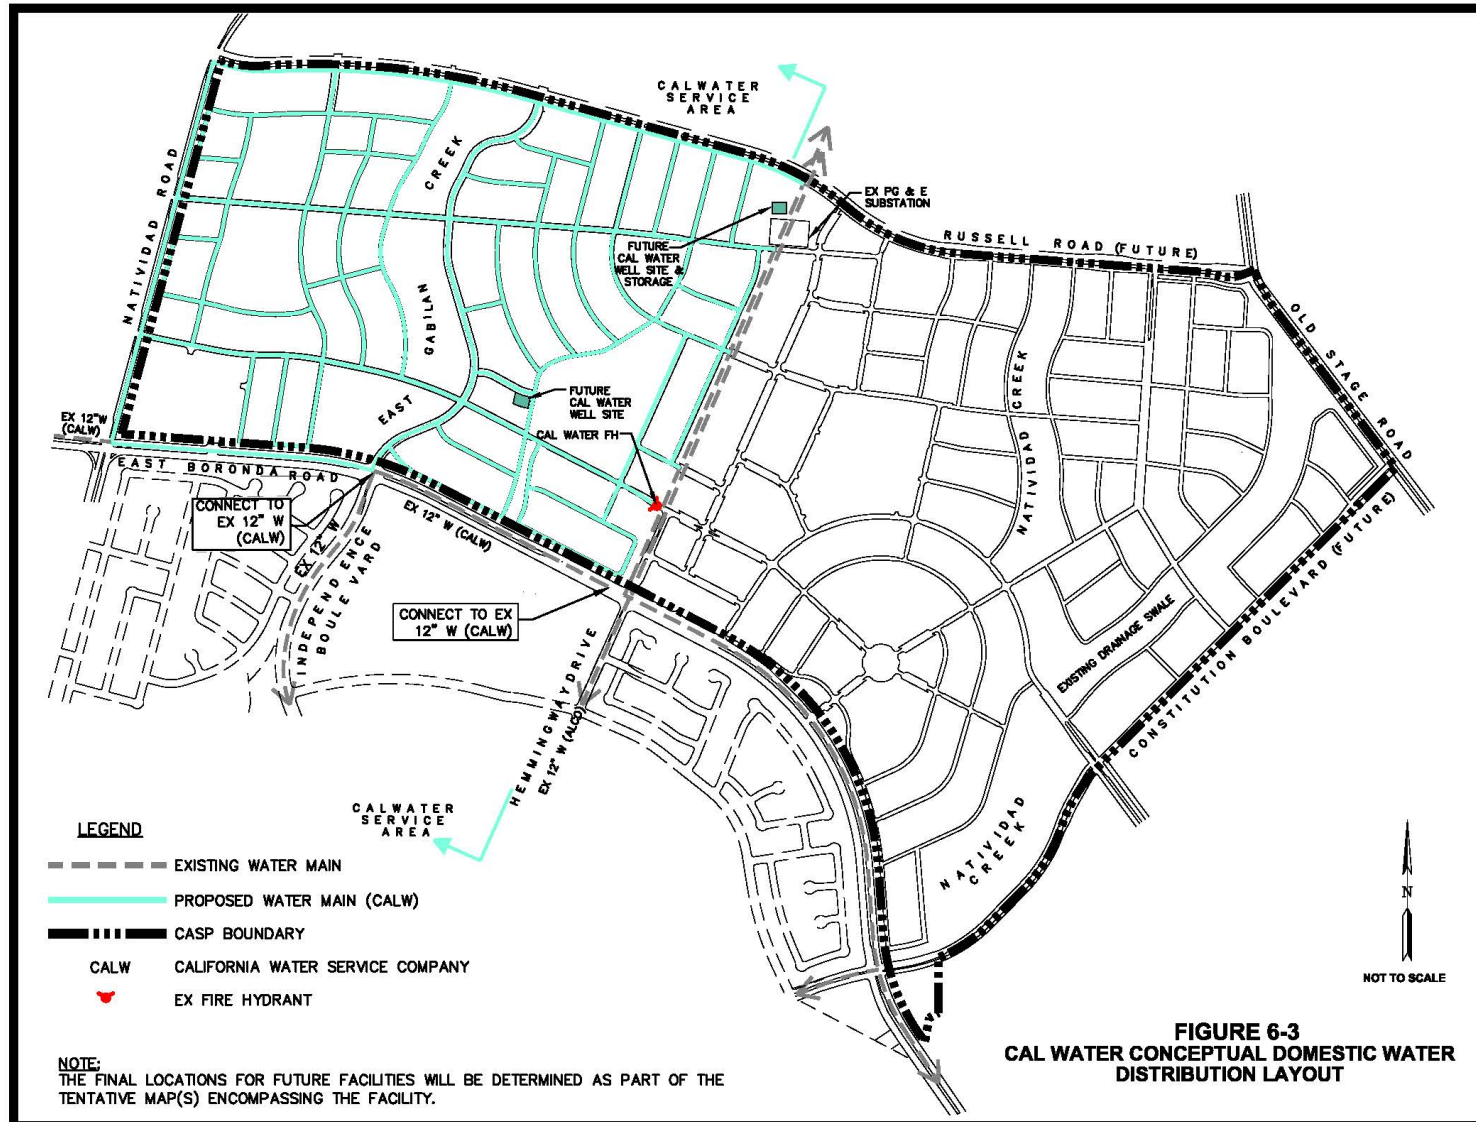 CALWATER
SERVICE
AREA
NATIVIDAD ROAD
CREEK
GABILAN
EAST
EX PG & E
SUBSTATION
RUSSELL ROAD (FUTURE)
FUTURE
CAL WATER
WELL SITE &
STORAGE
OLD STAGE ROAD
NATIVIDAD CREEK
FUTURE
CAL WATER
WELL SITE
CAL WATER FH
EX 12"W
(CALW)
EAST BORONDA ROAD
CONNECT TO
EX 12" W
(CALW)
EX 12" W
INDEPENDENCE
BOULEVARD
EX 12" W
(CALW)
CONNECT TO EX
12" W (CALW)
HEMMINGWAY DRIVE
EX 12" W (ALCO)
EXISTING DRAINAGE SWALE
CONSTITUTION BOULEVARD (FUTURE)
NATIVIDAD
CREEK
CALWATER
SERVICE
AREA
LEGEND
EXISTING WATER MAIN
PROPOSED WATER MAIN (CALW)
CASP BOUNDARY
CALW CALIFORNIA WATER SERVICE COMPANY
EX FIRE HYDRANT
N
NOT TO SCALE
NOTE:
THE FINAL LOCATIONS FOR FUTURE FACILITIES WILL BE DETERMINED AS PART OF THE
TENTATIVE MAP(S) ENCOMPASSING THE FACILITY.
FIGURE 6-3
CAL WATER CONCEPTUAL DOMESTIC WATER
DISTRIBUTION LAYOUT